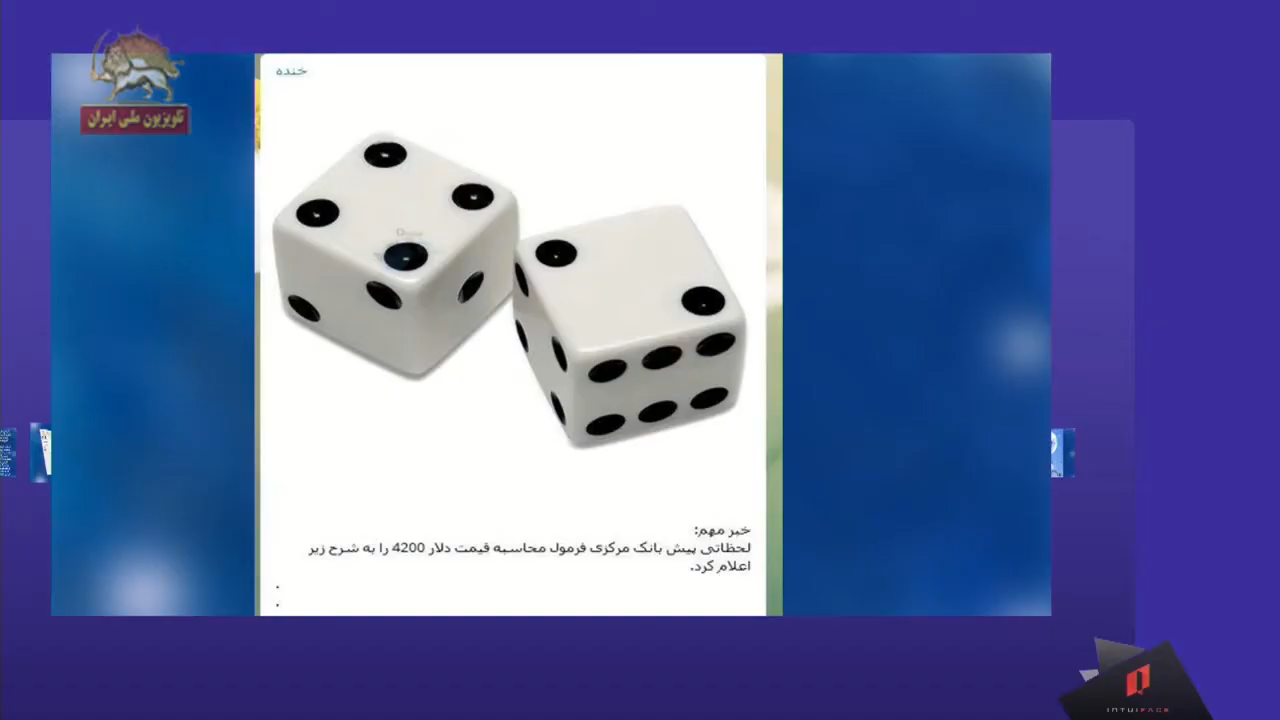 تلویزیون ملی ایران
خنده
خبر مهم:
لحظاتی پیش بانک مرکزی فرمول محاسبه قیمت دلار 4200 را به شرح زیر
اعلام کرد.
.
.
INTUIFACE